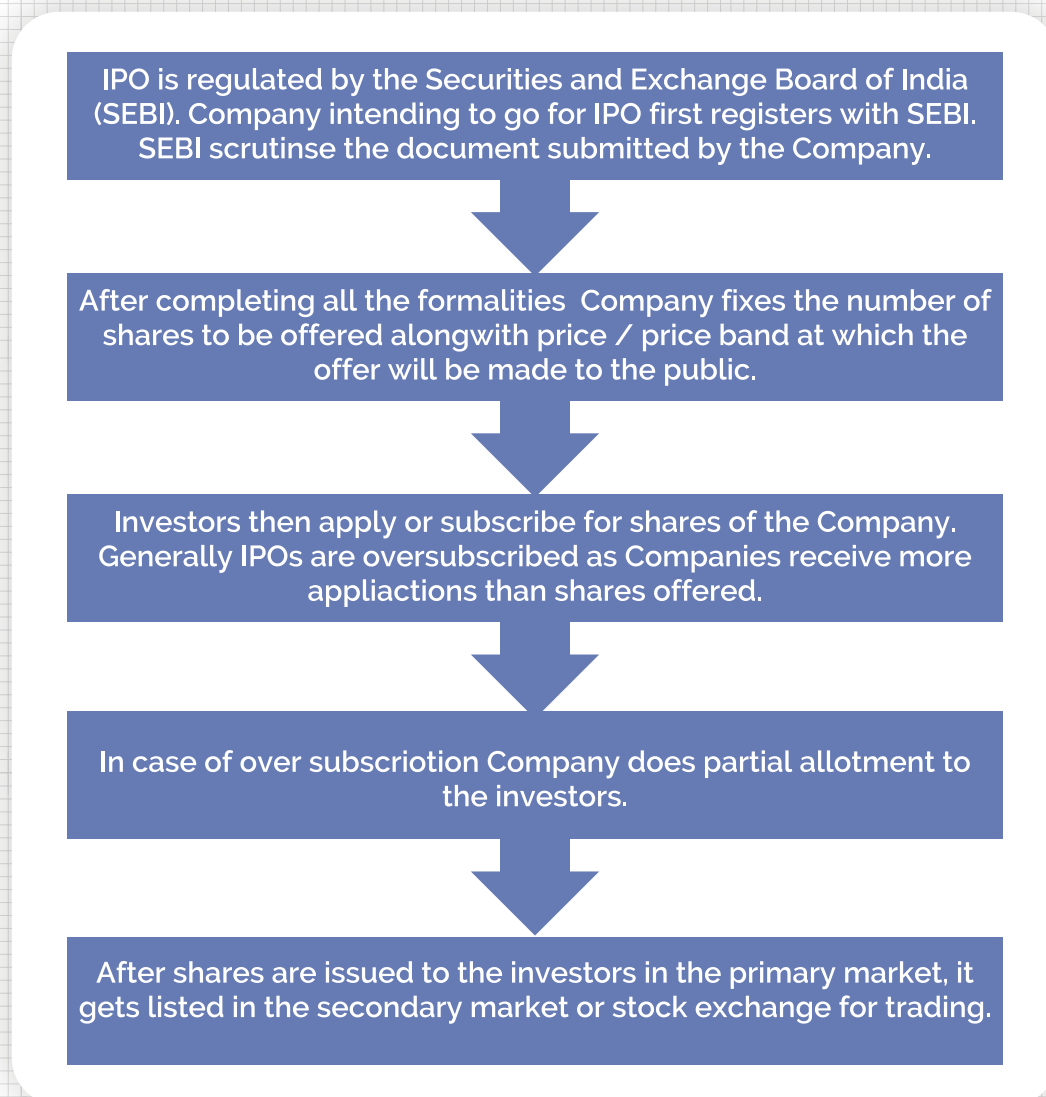 IPO is regulated by the Securities and Exchange Board of India
(SEBI). Company intending to go for IPO first registers with SEBI.
SEBI scrutinse the document submitted by the Company.
After completing all the formalities  Company fixes the number of
shares to be offered alongwith price / price band at which the
offer will be made to the public.
Investors then apply or subscribe for shares of the Company.
Generally IPOs are oversubscribed as Companies receive more
appliactions than shares offered.
In case of over subscriotion Company does partial allotment to
the investors.
After shares are issued to the investors in the primary market, it
gets listed in the secondary market or stock exchange for trading.